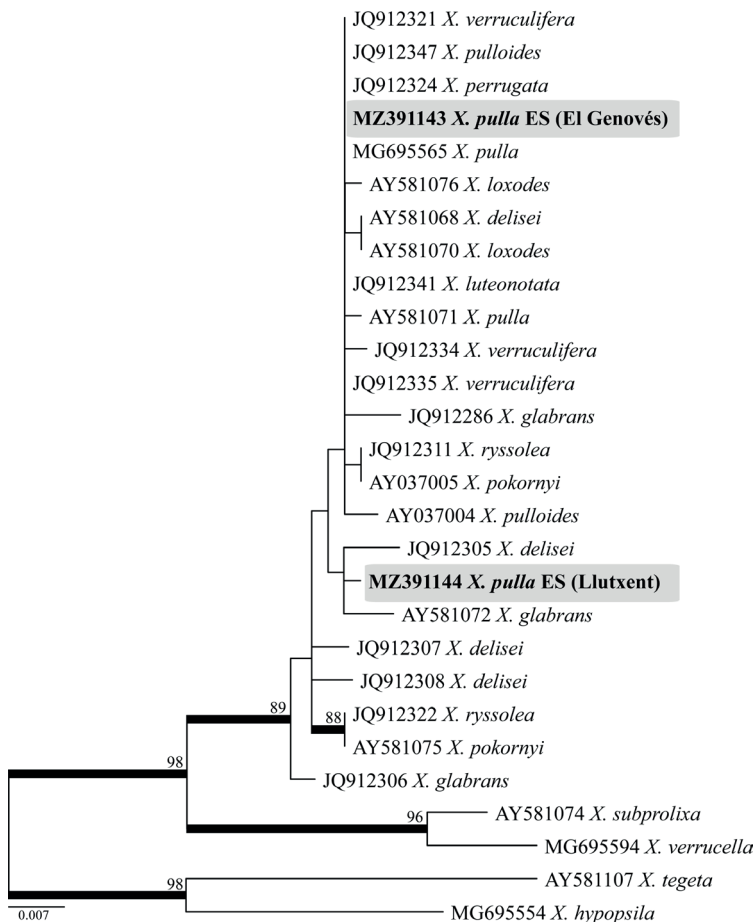 JQ912321 X. verruculifera
JQ912347 X. pulloides
JQ912324 X. perrugata
MZ391143 X. pulla ES (El Genovés)
MG695565 X. pulla
AY581076 X. loxodes
AY581068 X. delisei
AY581070 X. loxodes
JQ912341 X. luteonotata
AY581071 X. pulla
JQ912334 X. verruculifera
JQ912335 X. verruculifera
JQ912286 X. glabrans
JQ912311 X. ryssolea
AY037005 X. pokornyi
AY037004 X. pulloides
JQ912305 X. delisei
MZ391144 X. pulla ES (Llutxent)
AY581072 X. glabrans
JQ912307 X. delisei
JQ912308 X. delisei
89
88
JQ912322 X. ryssolea
AY581075 X. pokornyi
98
JQ912306 X. glabrans
96
AY581074 X. subprolixa
MG695594 X. verrucella
98
AY581107 X. tegeta
MG695554 X. hypopsila
0.007